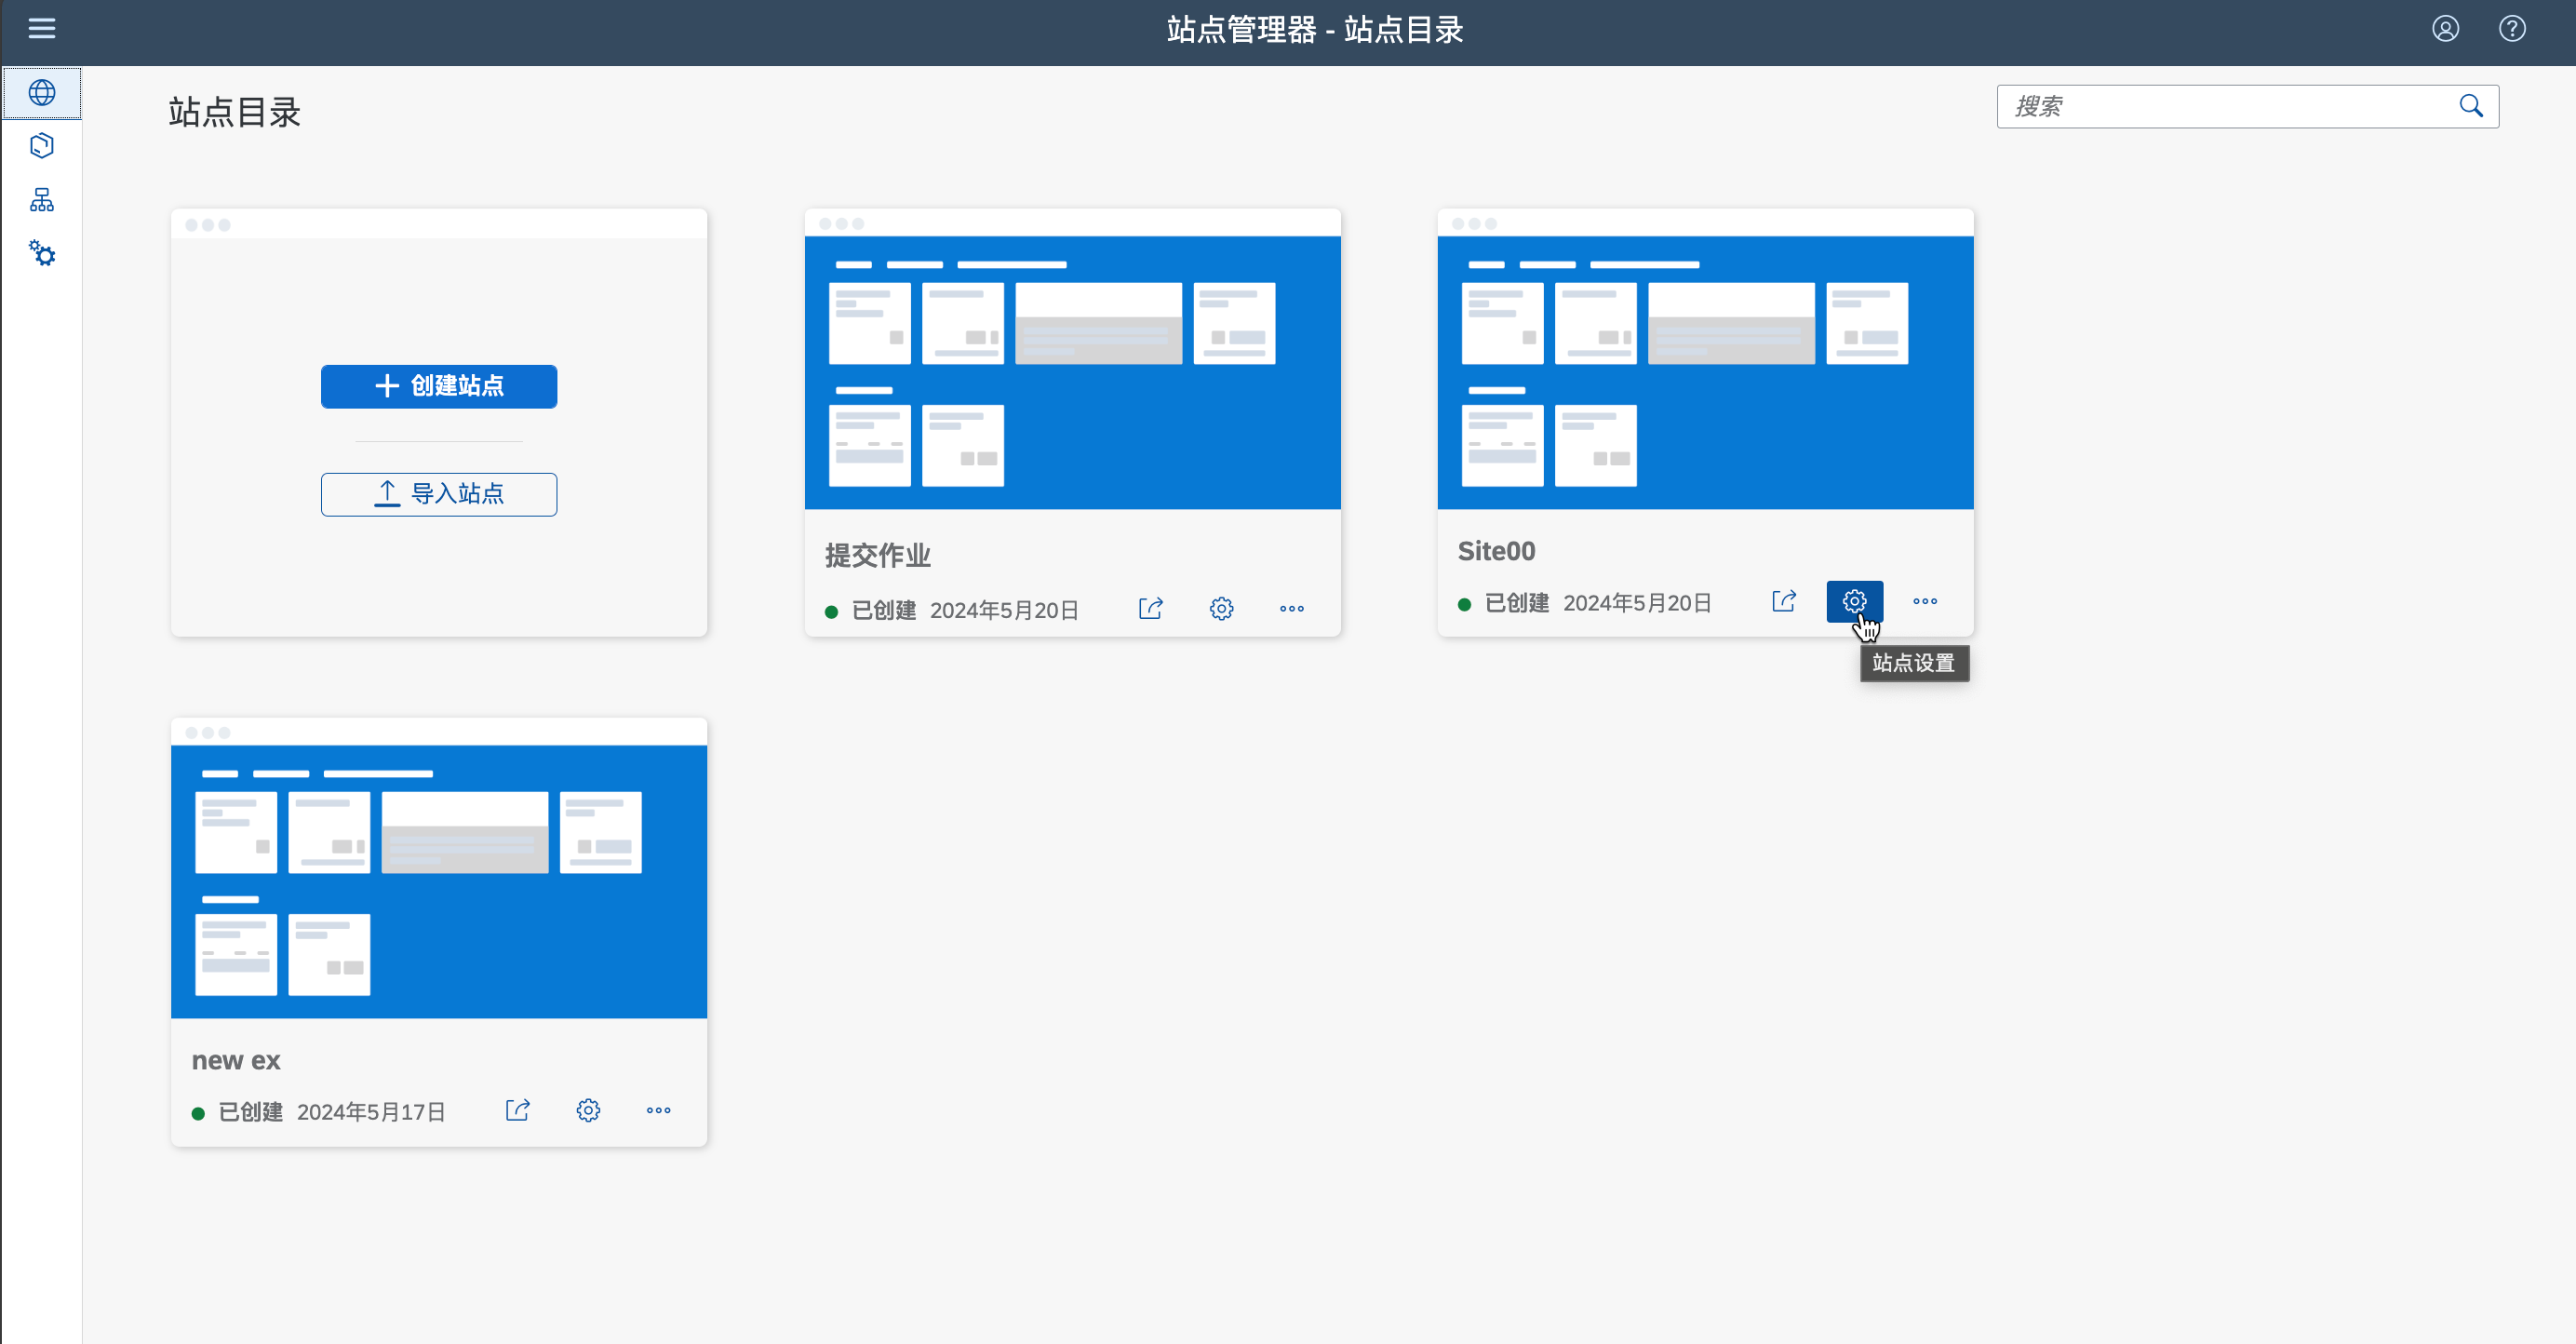 站点管理器 - 站点目录
站点目录
搜索
创建站点
导入站点
提交作业
已创建 2024年5月20日
Site00
已创建 2024年5月20日
站点设置
new ex
已创建 2024年5月17日